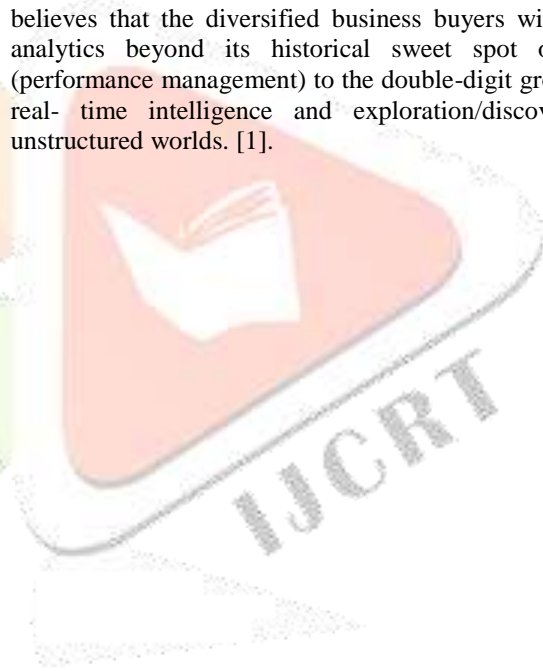 believes that the diversified business buyers wi
analytics beyond its historical sweet spot o
(performance management) to the double-digit gr
real- time intelligence and exploration/discov
unstructured worlds. [1].
IJCRT